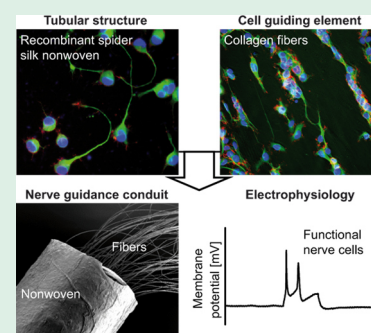 Tubular structure
Cell guiding element
Recombinant spider
silk nonwoven
Collagen fibers
Nerve guidance conduit
Electrophysiology
Fibers
Nonwoven
Membrane
potential [mV]
Functional
nerve cells